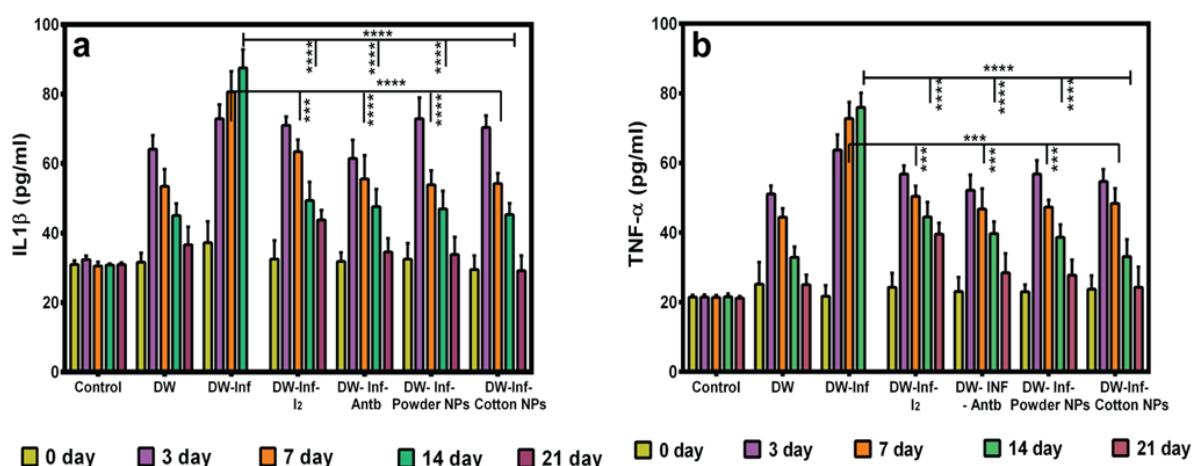 a
IL1β (pg/ml)
100
80
60
40
20
0
****
**** **** ****
****
*** **** ****
Control DW DW-Inf DW-Inf- DW- Inf- DW- Inf- DW-Inf-
I2 Antb Powder NPs Cotton NPs
0 day 3 day 7 day 14 day 21 day
b
TNF-α (pg/ml)
100
80
60
40
20
0
****
**** **** ****
***
*** *** ***
Control DW DW-Inf DW-Inf- DW- INF DW- Inf- DW-Inf-
I2 - Antb Powder NPs Cotton NPs
0 day 3 day 7 day 14 day 21 day